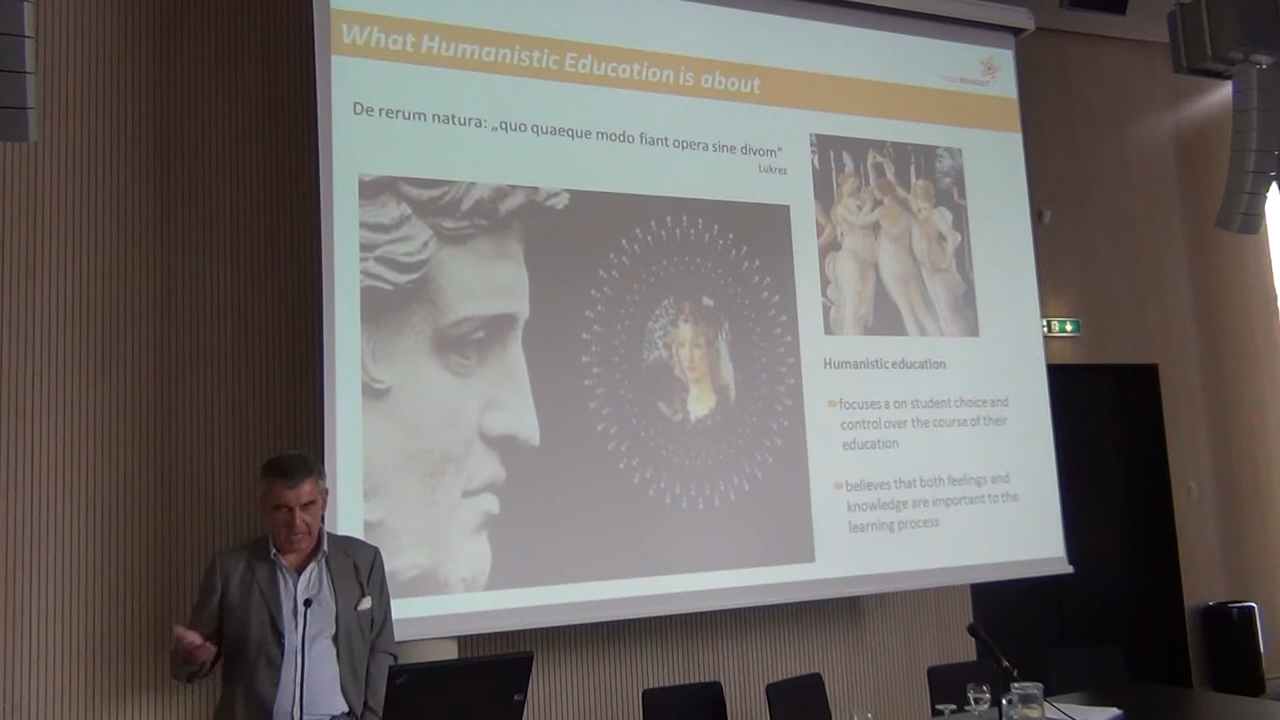 What Humanistic Education is about
De rerum natura: „quo quaeque modo fiant opera sine divom“
Lukrez
Humanistic education
focuses a on student choice and
control over the course of their
education
believes that both feelings and
knowledge are important to the
learning process